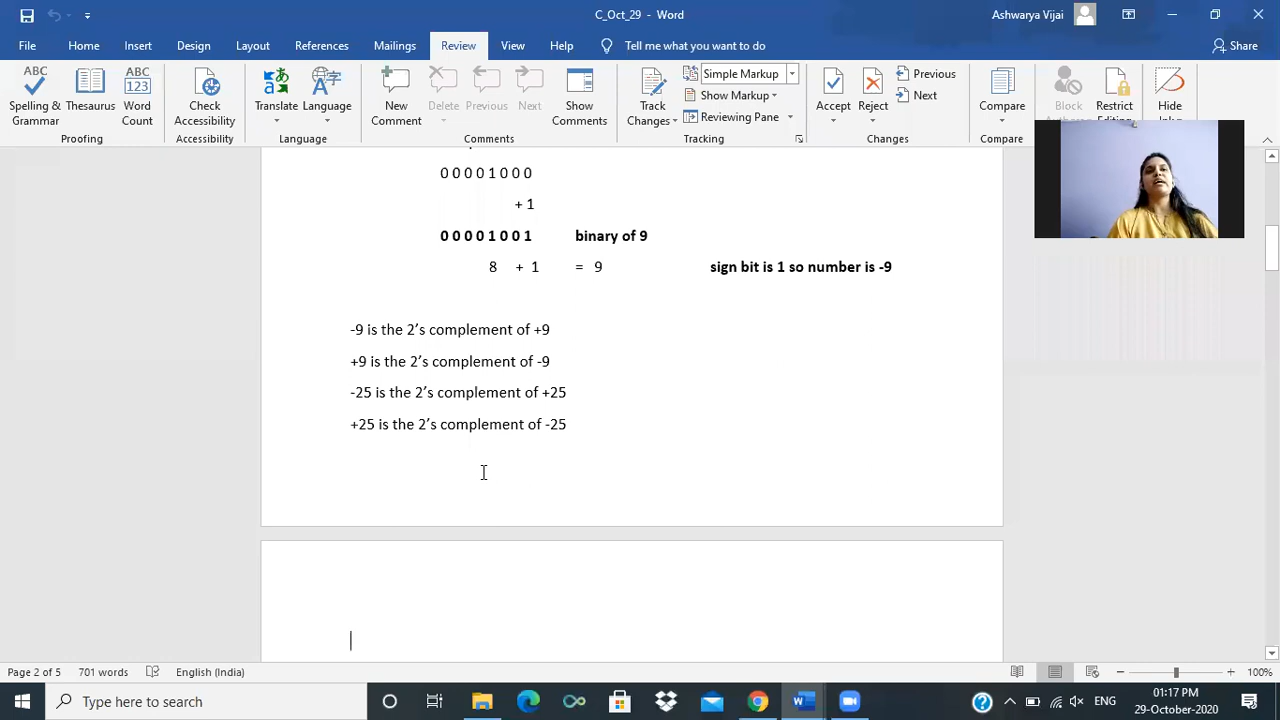 C_Oct_29 - Word
Ashwarya Vijai
File Home Insert Draw Design Layout References Mailings Review View Help Tell me what you want to do Share
Spelling & Grammar
Thesaurus
Word Count
Proofing
Check Accessibility
Accessibility
Translate
Language
Language
New Comment
Delete
Previous
Next
Show Comments
Comments
Track Changes
Simple Markup
Show Markup
Reviewing Pane
Tracking
Accept
Reject
Previous
Next
Changes
Compare
Compare
Block
Restrict
Hide
0 0 0 0 1 0 0 0
+ 1
0 0 0 0 1 0 0 1 binary of 9
8 + 1 = 9 sign bit is 1 so number is -9
-9 is the 2’s complement of +9
+9 is the 2’s complement of -9
-25 is the 2’s complement of +25
+25 is the 2’s complement of -25
Page 2 of 5 701 words English (India) 100%
Type here to search
ENG
01:17 PM
29-October-2020